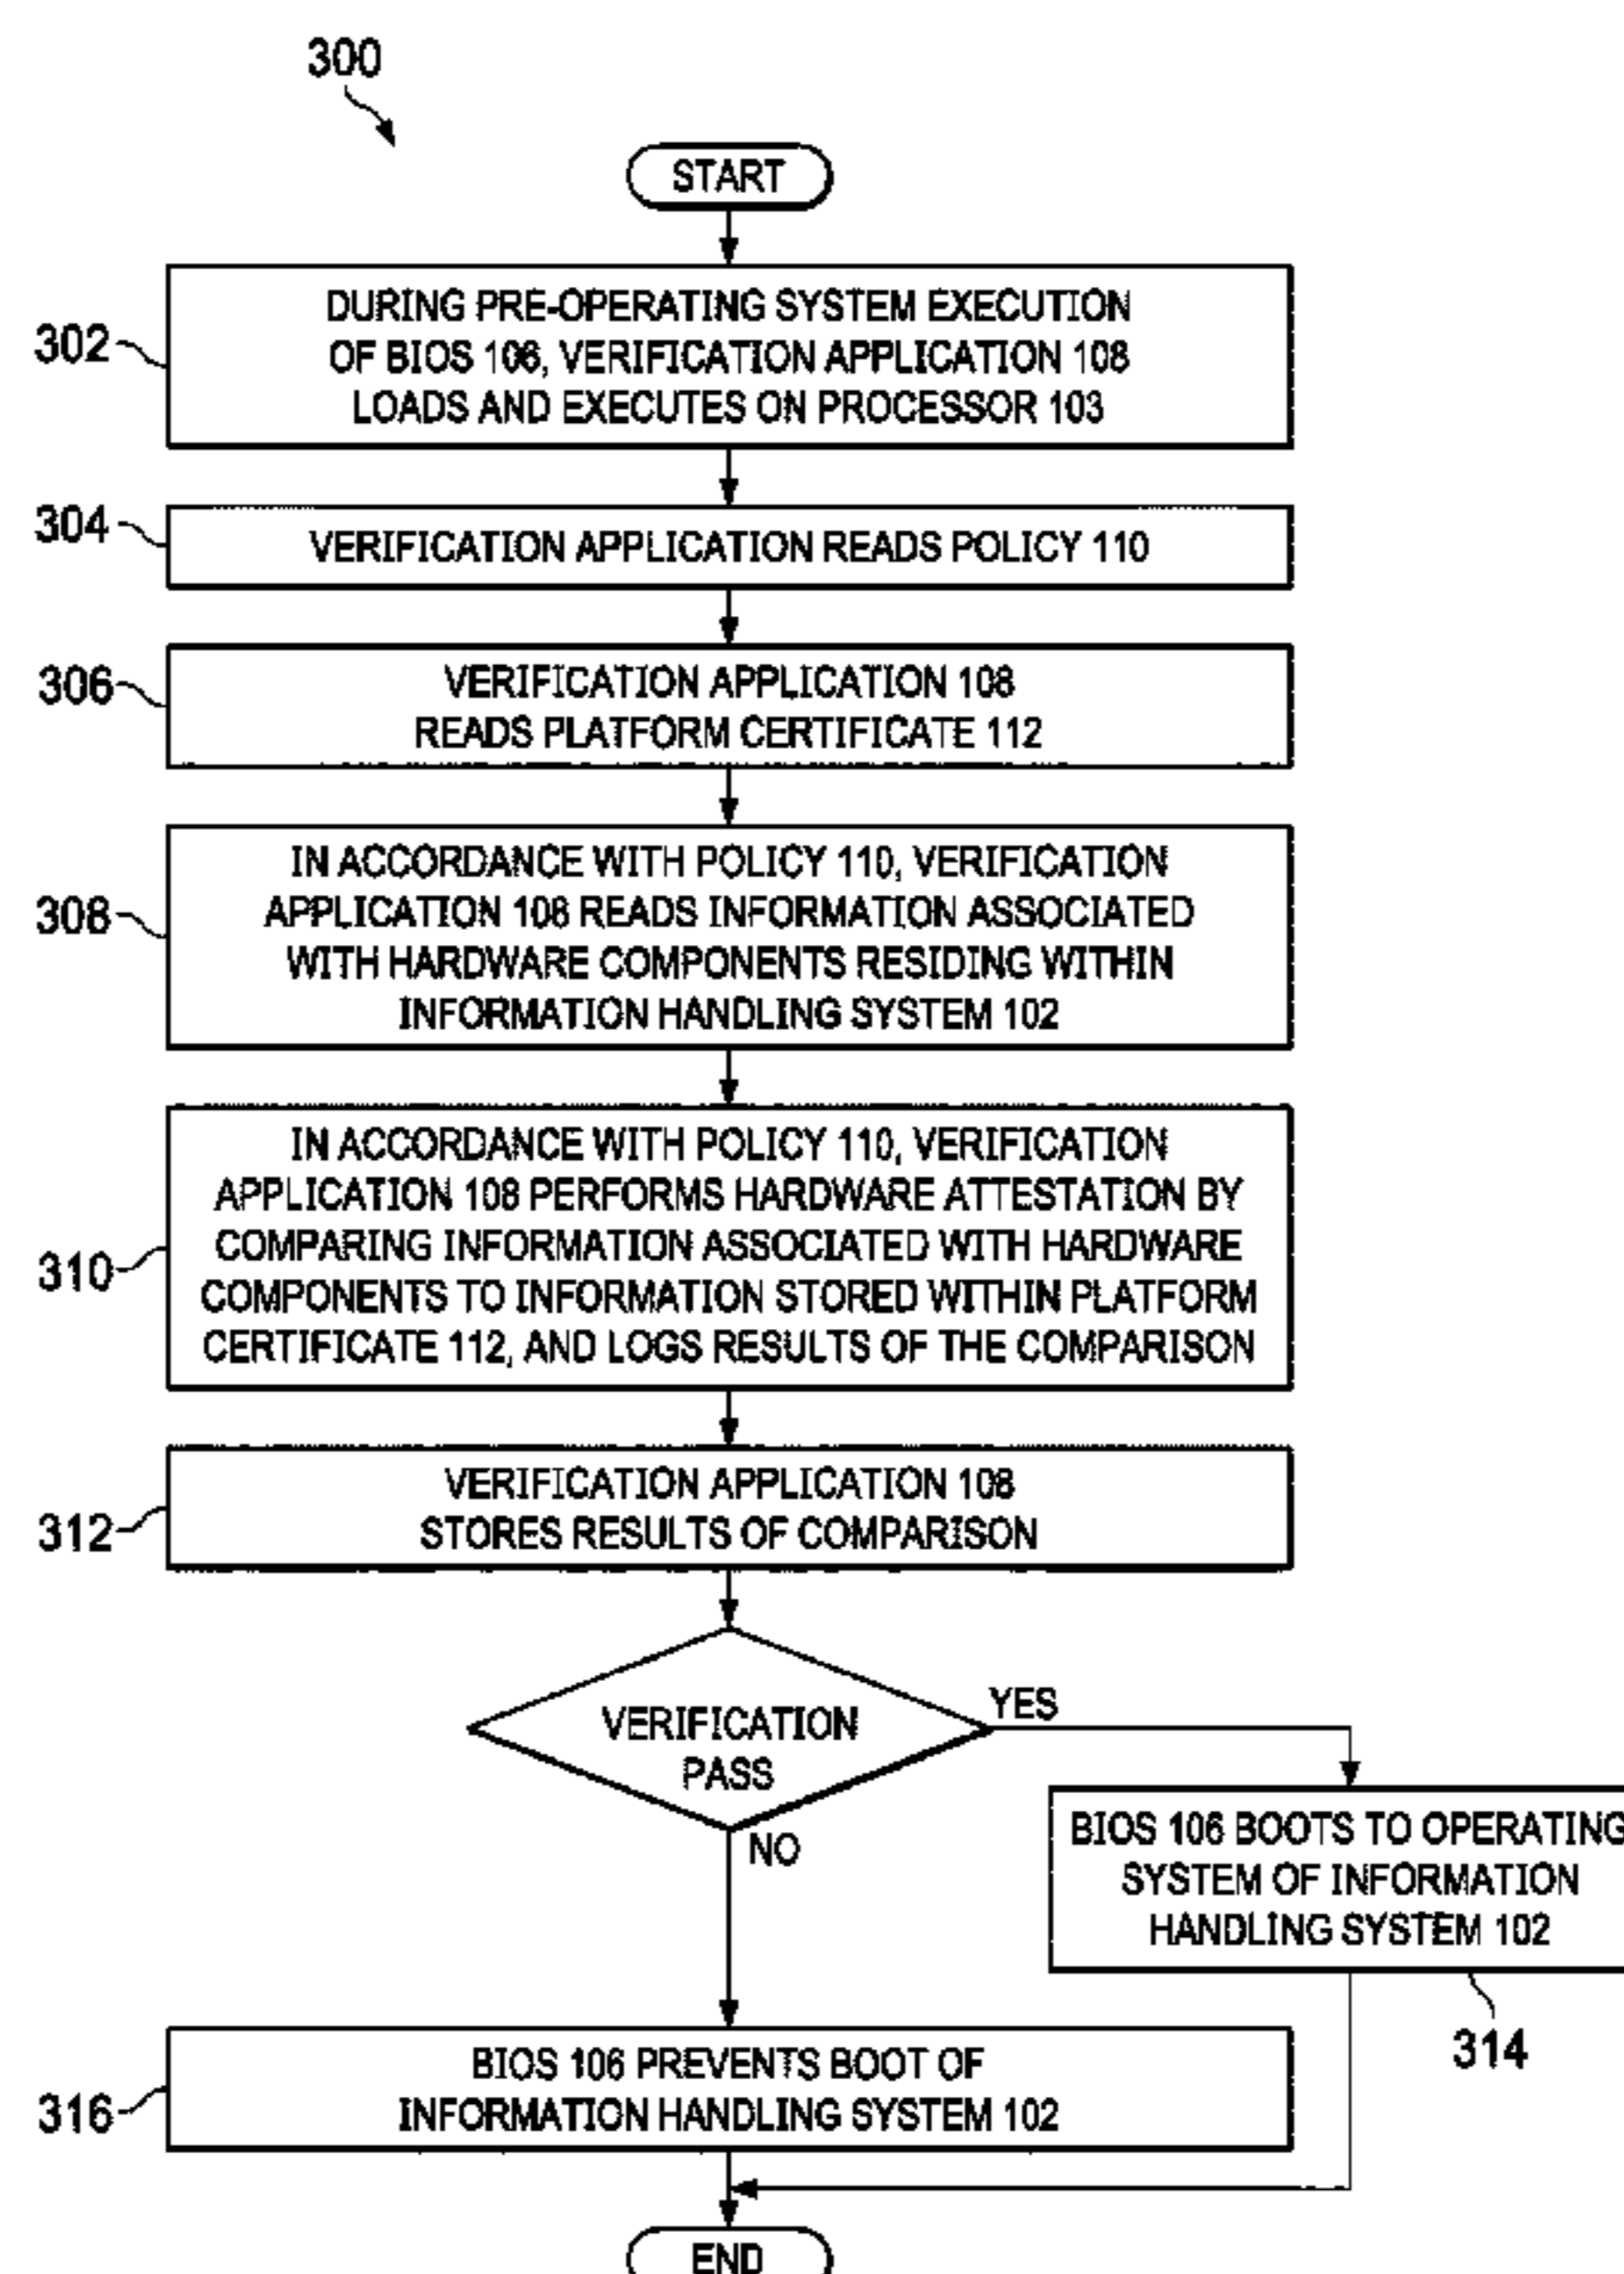 300
START
302
DURING PRE-OPERATING SYSTEM EXECUTION
OF BIOS 106, VERIFICATION APPLICATION 108
LOADS AND EXECUTES ON PROCESSOR 103
304
VERIFICATION APPLICATION READS POLICY 110
306
VERIFICATION APPLICATION 108
READS PLATFORM CERTIFICATE 112
308
IN ACCORDANCE WITH POLICY 110, VERIFICATION
APPLICATION 108 READS INFORMATION ASSOCIATED
WITH HARDWARE COMPONENTS RESIDING WITHIN
INFORMATION HANDLING SYSTEM 102
310
IN ACCORDANCE WITH POLICY 110, VERIFICATION
APPLICATION 108 PERFORMS HARDWARE ATTESTATION BY
COMPARING INFORMATION ASSOCIATED WITH HARDWARE
COMPONENTS TO INFORMATION STORED WITHIN PLATFORM
CERTIFICATE 112, AND LOGS RESULTS OF THE COMPARISON
312
VERIFICATION APPLICATION 108
STORES RESULTS OF COMPARISON
VERIFICATION
PASS
YES
NO
BIOS 106 BOOTS TO OPERATING
SYSTEM OF INFORMATION
HANDLING SYSTEM 102
314
316
BIOS 106 PREVENTS BOOT OF
INFORMATION HANDLING SYSTEM 102
END